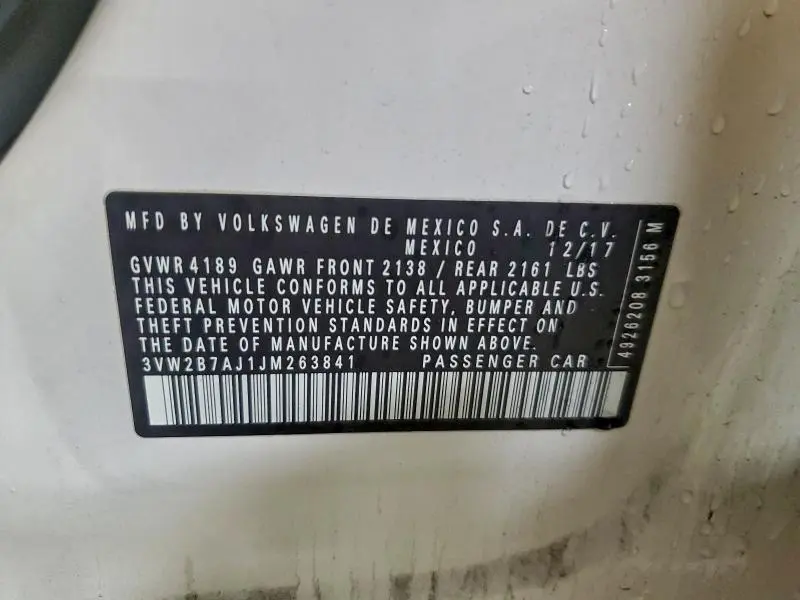 MFD BY VOLKSWAGEN DE MEXICO S.A. DE C.V.
MEXICO 12/17
GVWR 4189 GAWR FRONT 2138 / REAR 2161 LBS
THIS VEHICLE CONFORMS TO ALL APPLICABLE U.S.
FEDERAL MOTOR VEHICLE SAFETY, BUMPER AND
THEFT PREVENTION STANDARDS IN EFFECT ON
THE DATE OF MANUFACTURE SHOWN ABOVE.
3VW2B7AJ1JM263841 PASSENGER CAR
4926208 3156 M